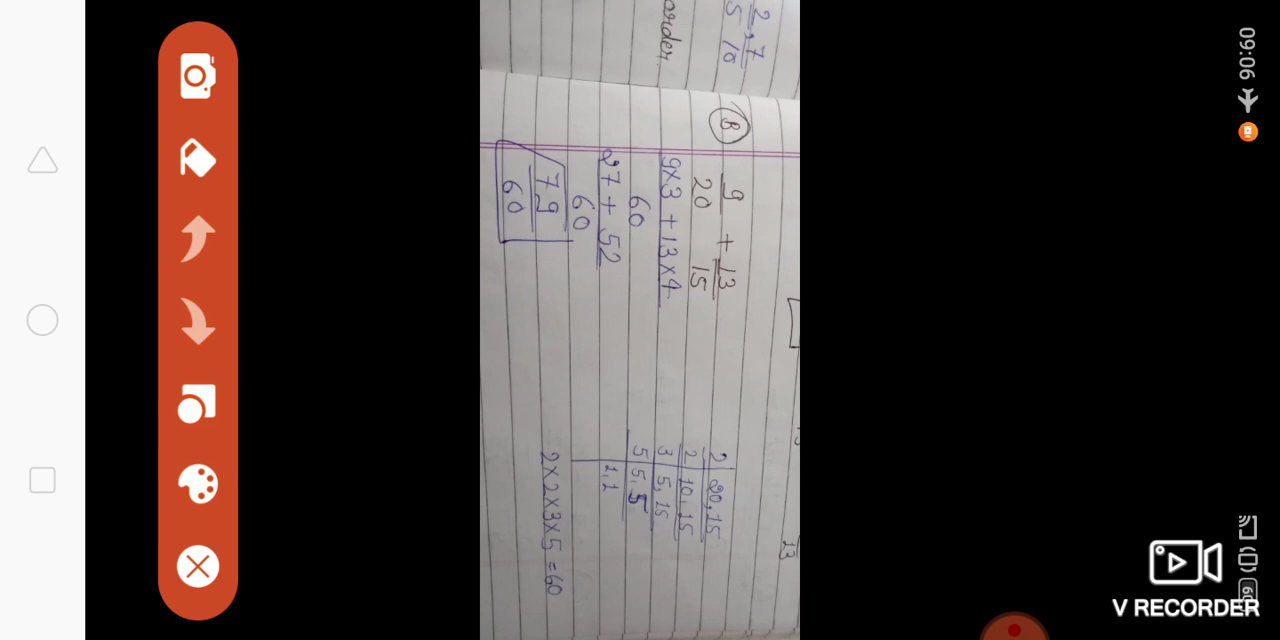 2/5, 7/10
order
(B) 9/20 + 13/15
9×3 + 13×4 / 60
27 + 52 / 60
79/60
2 | 20, 15
2 | 10, 15
3 | 5, 15
5 | 5, 5
1, 1
2×2×3×5 = 60
13
09:06
V RECORDER